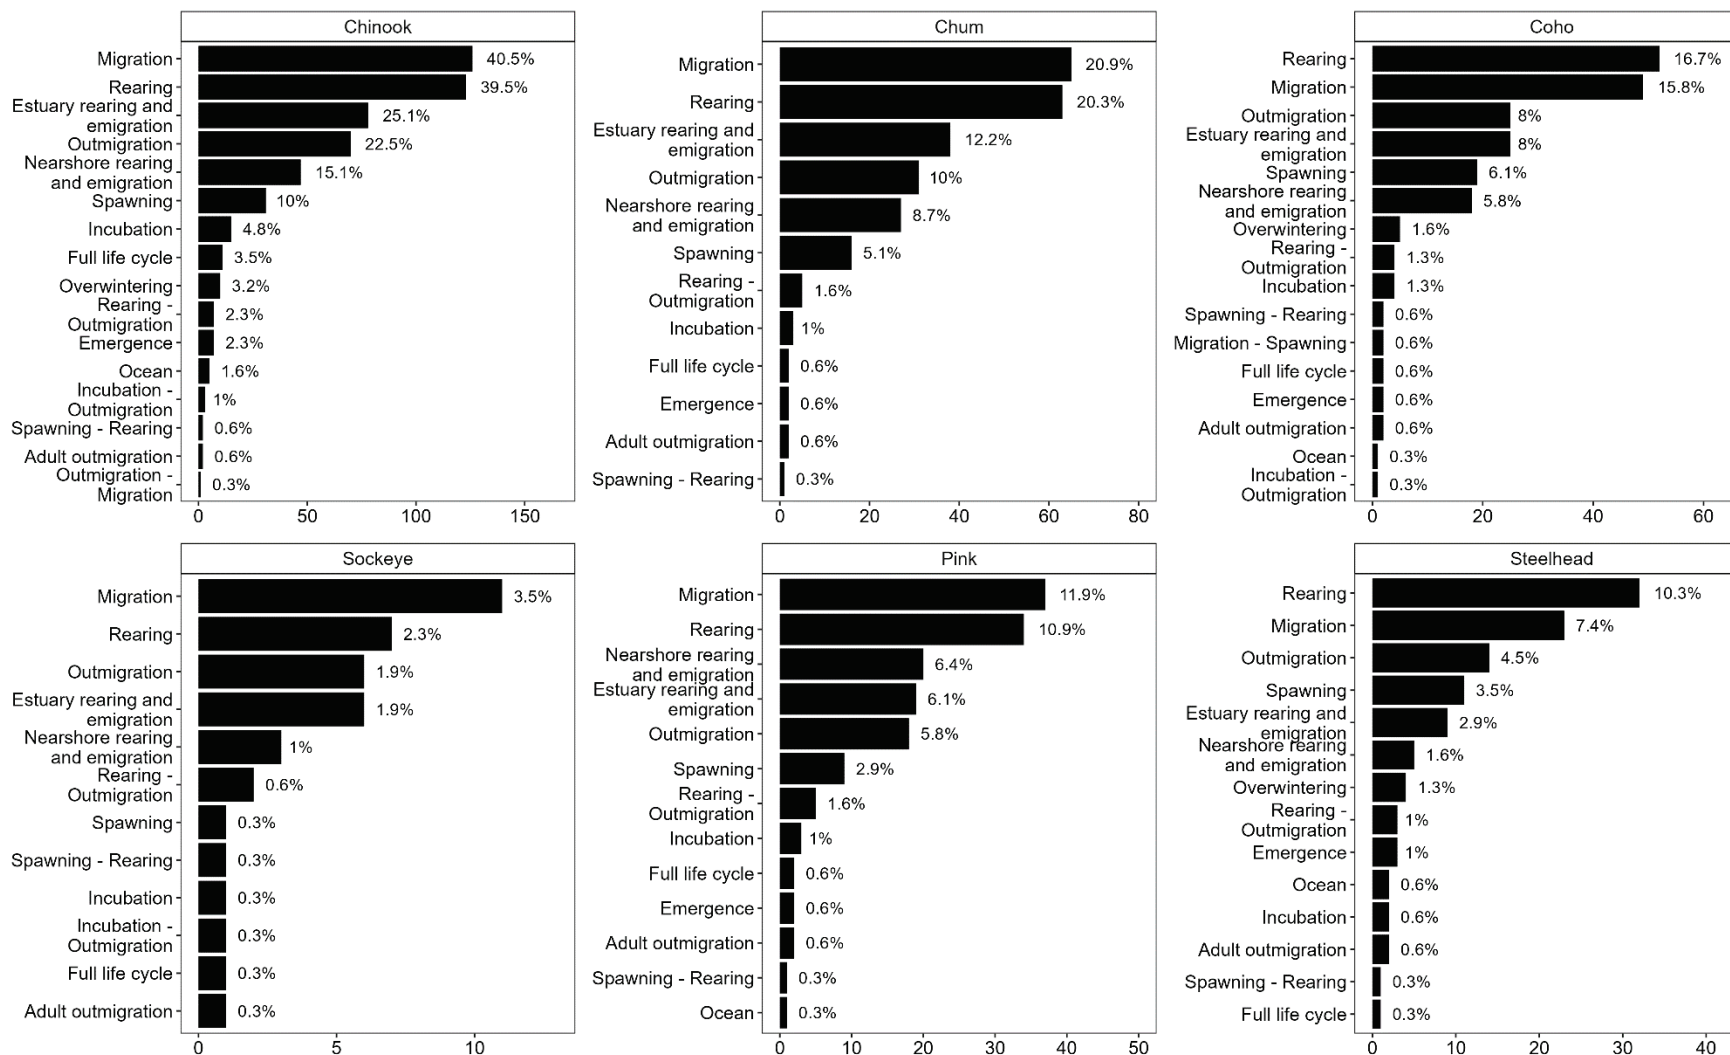 Chinook
Migration
40.5%
Rearing
39.5%
Estuary rearing and
emigration
25.1%
Outmigration
22.5%
Nearshore rearing
and emigration
15.1%
Spawning
10%
Incubation
4.8%
Full life cycle
3.5%
Overwintering
3.2%
Rearing -
Outmigration
2.3%
Emergence
2.3%
Ocean
1.6%
Incubation -
Outmigration
1%
Spawning - Rearing
0.6%
Adult outmigration
0.6%
Outmigration -
Migration
0.3%
0 50 100 150
Chum
Migration
20.9%
Rearing
20.3%
Estuary rearing and
emigration
12.2%
Outmigration
10%
Nearshore rearing
and emigration
8.7%
Spawning
5.1%
Rearing -
Outmigration
1.6%
Incubation
1%
Full life cycle
0.6%
Emergence
0.6%
Adult outmigration
0.6%
Spawning - Rearing
0.3%
0 20 40 60 80
Coho
Rearing
16.7%
Migration
15.8%
Outmigration
8%
Estuary rearing and
emigration
8%
Spawning
6.1%
Nearshore rearing
and emigration
5.8%
Overwintering
1.6%
Rearing -
Outmigration
1.3%
Incubation
1.3%
Spawning - Rearing
0.6%
Migration - Spawning
0.6%
Full life cycle
0.6%
Emergence
0.6%
Adult outmigration
0.6%
Ocean
0.3%
Incubation -
Outmigration
0.3%
0 20 40 60
Sockeye
Migration
3.5%
Rearing
2.3%
Outmigration
1.9%
Estuary rearing and
emigration
1.9%
Nearshore rearing
and emigration
1%
Rearing -
Outmigration
0.6%
Spawning
0.3%
Spawning - Rearing
0.3%
Incubation
0.3%
Incubation -
Outmigration
0.3%
Full life cycle
0.3%
Adult outmigration
0.3%
0 5 10
Pink
Migration
11.9%
Rearing
10.9%
Nearshore rearing
and emigration
6.4%
Estuary rearing and
emigration
6.1%
Outmigration
5.8%
Spawning
2.9%
Rearing -
Outmigration
1.6%
Incubation
1%
Full life cycle
0.6%
Emergence
0.6%
Adult outmigration
0.6%
Spawning - Rearing
0.3%
Ocean
0.3%
0 10 20 30 40 50
Steelhead
Rearing
10.3%
Migration
7.4%
Outmigration
4.5%
Spawning
3.5%
Estuary rearing and
emigration
2.9%
Nearshore rearing
and emigration
1.6%
Overwintering
1.3%
Rearing -
Outmigration
1%
Emergence
1%
Ocean
0.6%
Incubation
0.6%
Adult outmigration
0.6%
Spawning - Rearing
0.3%
Full life cycle
0.3%
0 10 20 30 40